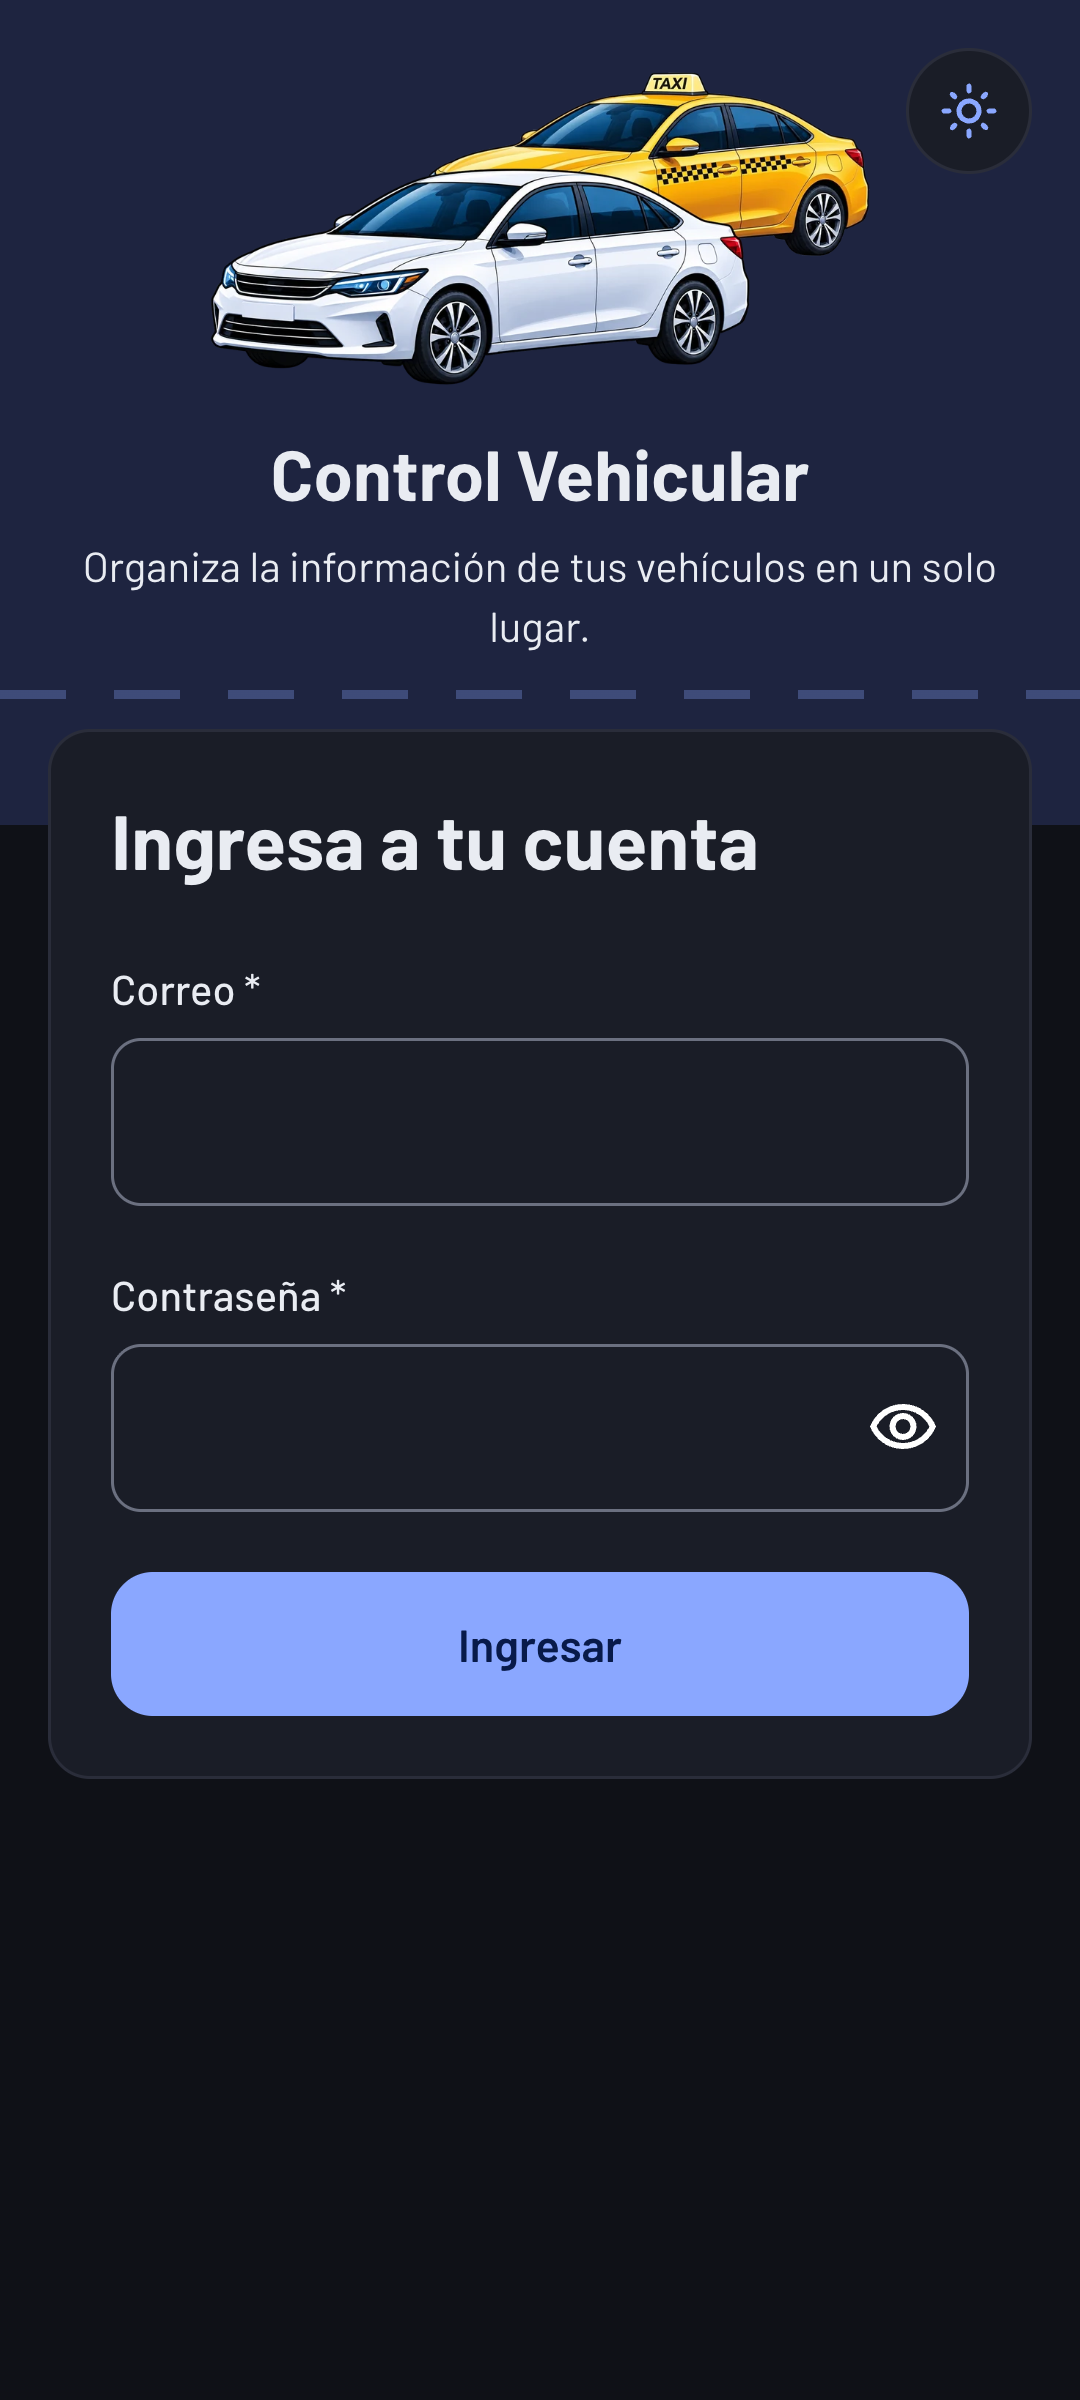 TAXI
Control Vehicular
Organiza la información de tus vehículos en un solo
lugar.
Ingresa a tu cuenta
Correo *
Contraseña *
Ingresar